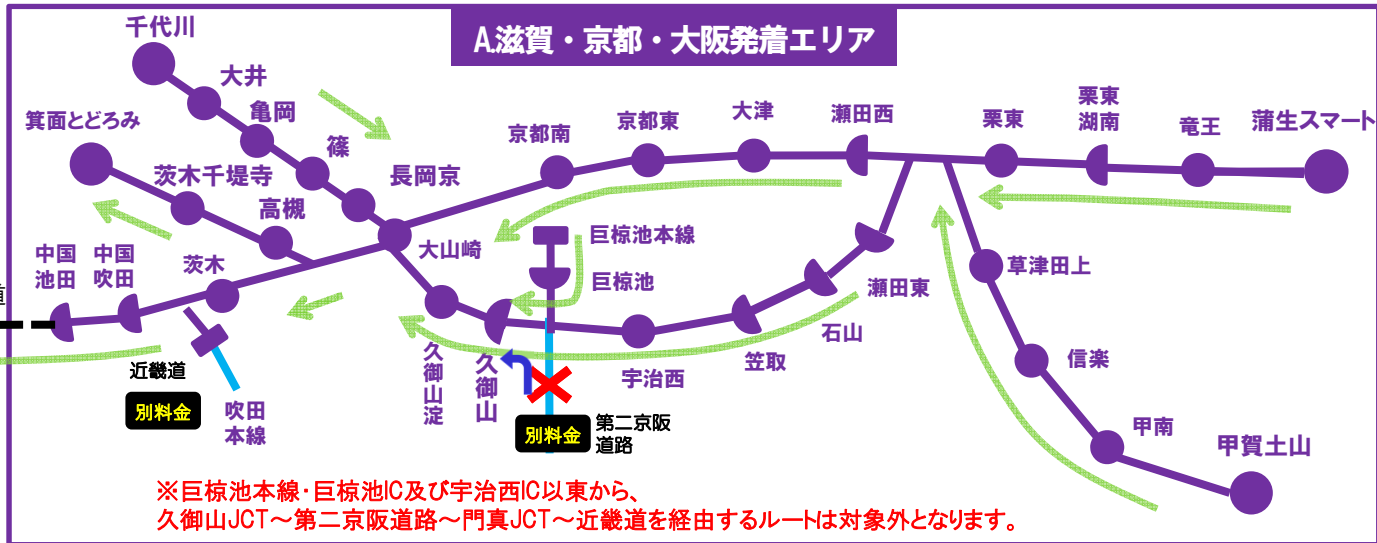 A.滋賀・京都・大阪発着エリア
千代川
大井
亀岡
篠
長岡京
大山崎
箕面とどろみ
茨木千堤寺
高槻
京都南
京都東
大津
瀬田西
栗東
栗東
湖南
竜王
蒲生スマート
中国
池田
中国
吹田
茨木
道
近畿道
別料金
吹田
本線
巨椋池本線
巨椋池
久御山淀
久御山
宇治西
笠取
石山
瀬田東
草津田上
信楽
甲南
甲賀土山
別料金
第二京阪
道路
※巨椋池本線・巨椋池IC及び宇治西IC以東から、
久御山JCT～第二京阪道路～門真JCT～近畿道を経由するルートは対象外となります。